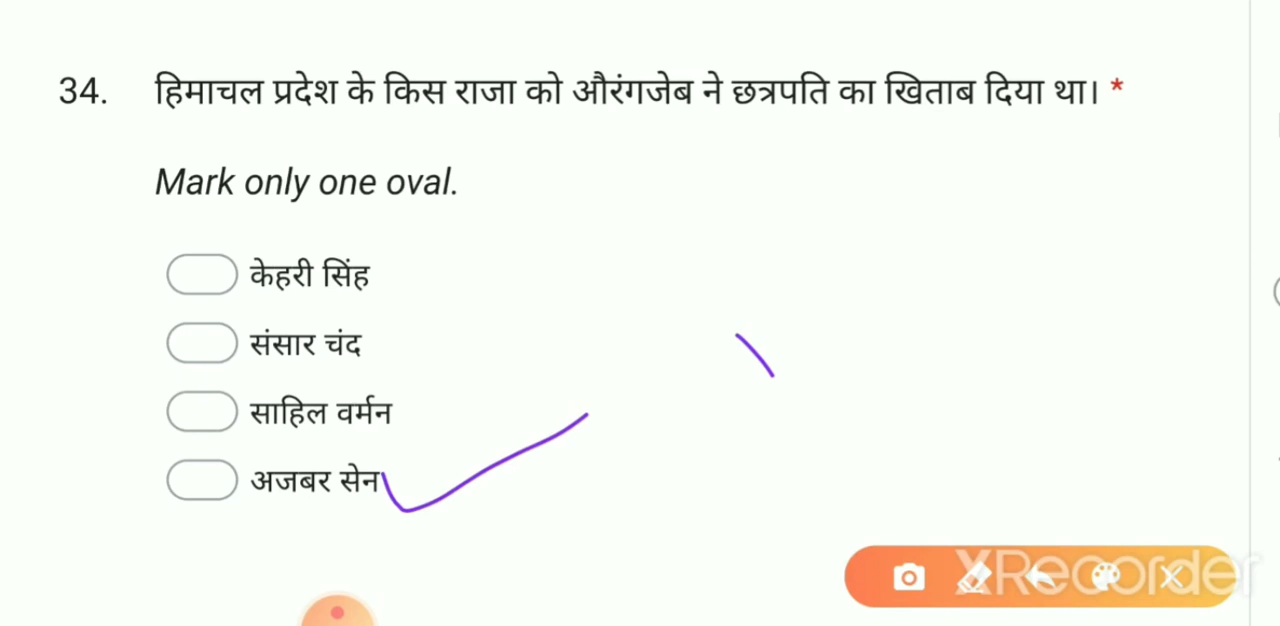 34. हिमाचल प्रदेश के किस राजा को औरंगजेब ने छत्रपति का खिताब दिया था। *
Mark only one oval.
केहरी सिंह
संसार चंद
साहिल वर्मन
अजबर सेन
XRecorder